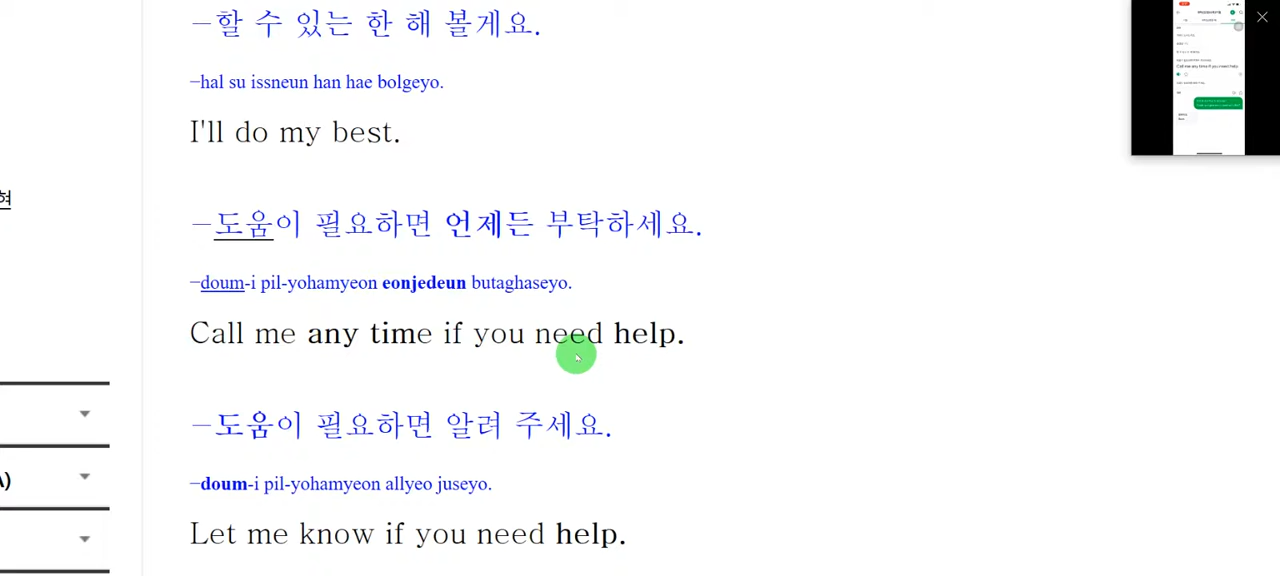 –할 수 있는 한 해 볼게요.
–hal su issneun han hae bolgeyo.
I'll do my best.
현
–도움이 필요하면 언제든 부탁하세요.
–doum-i pil-yohamyeon eonjedeun butaghaseyo.
Call me any time if you need help.
–도움이 필요하면 알려 주세요.
A)
–doum-i pil-yohamyeon allyeo juseyo.
Let me know if you need help.